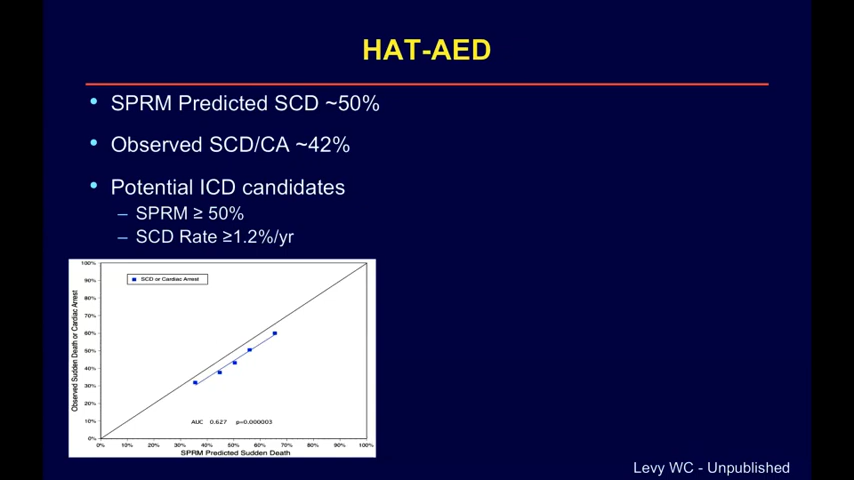 HAT-AED
• SPRM Predicted SCD ~50%
• Observed SCD/CA ~42%
• Potential ICD candidates
– SPRM ≥ 50%
– SCD Rate ≥1.2%/yr
100%
90%
80%
70%
60%
50%
40%
30%
20%
10%
0%
Observed Sudden Death or Cardiac Arrest
SCD or Cardiac Arrest
AUC 0.627 p=0.000003
0% 10% 20% 30% 40% 50% 60% 70% 80% 90% 100%
SPRM Predicted Sudden Death
Levy WC - Unpublished